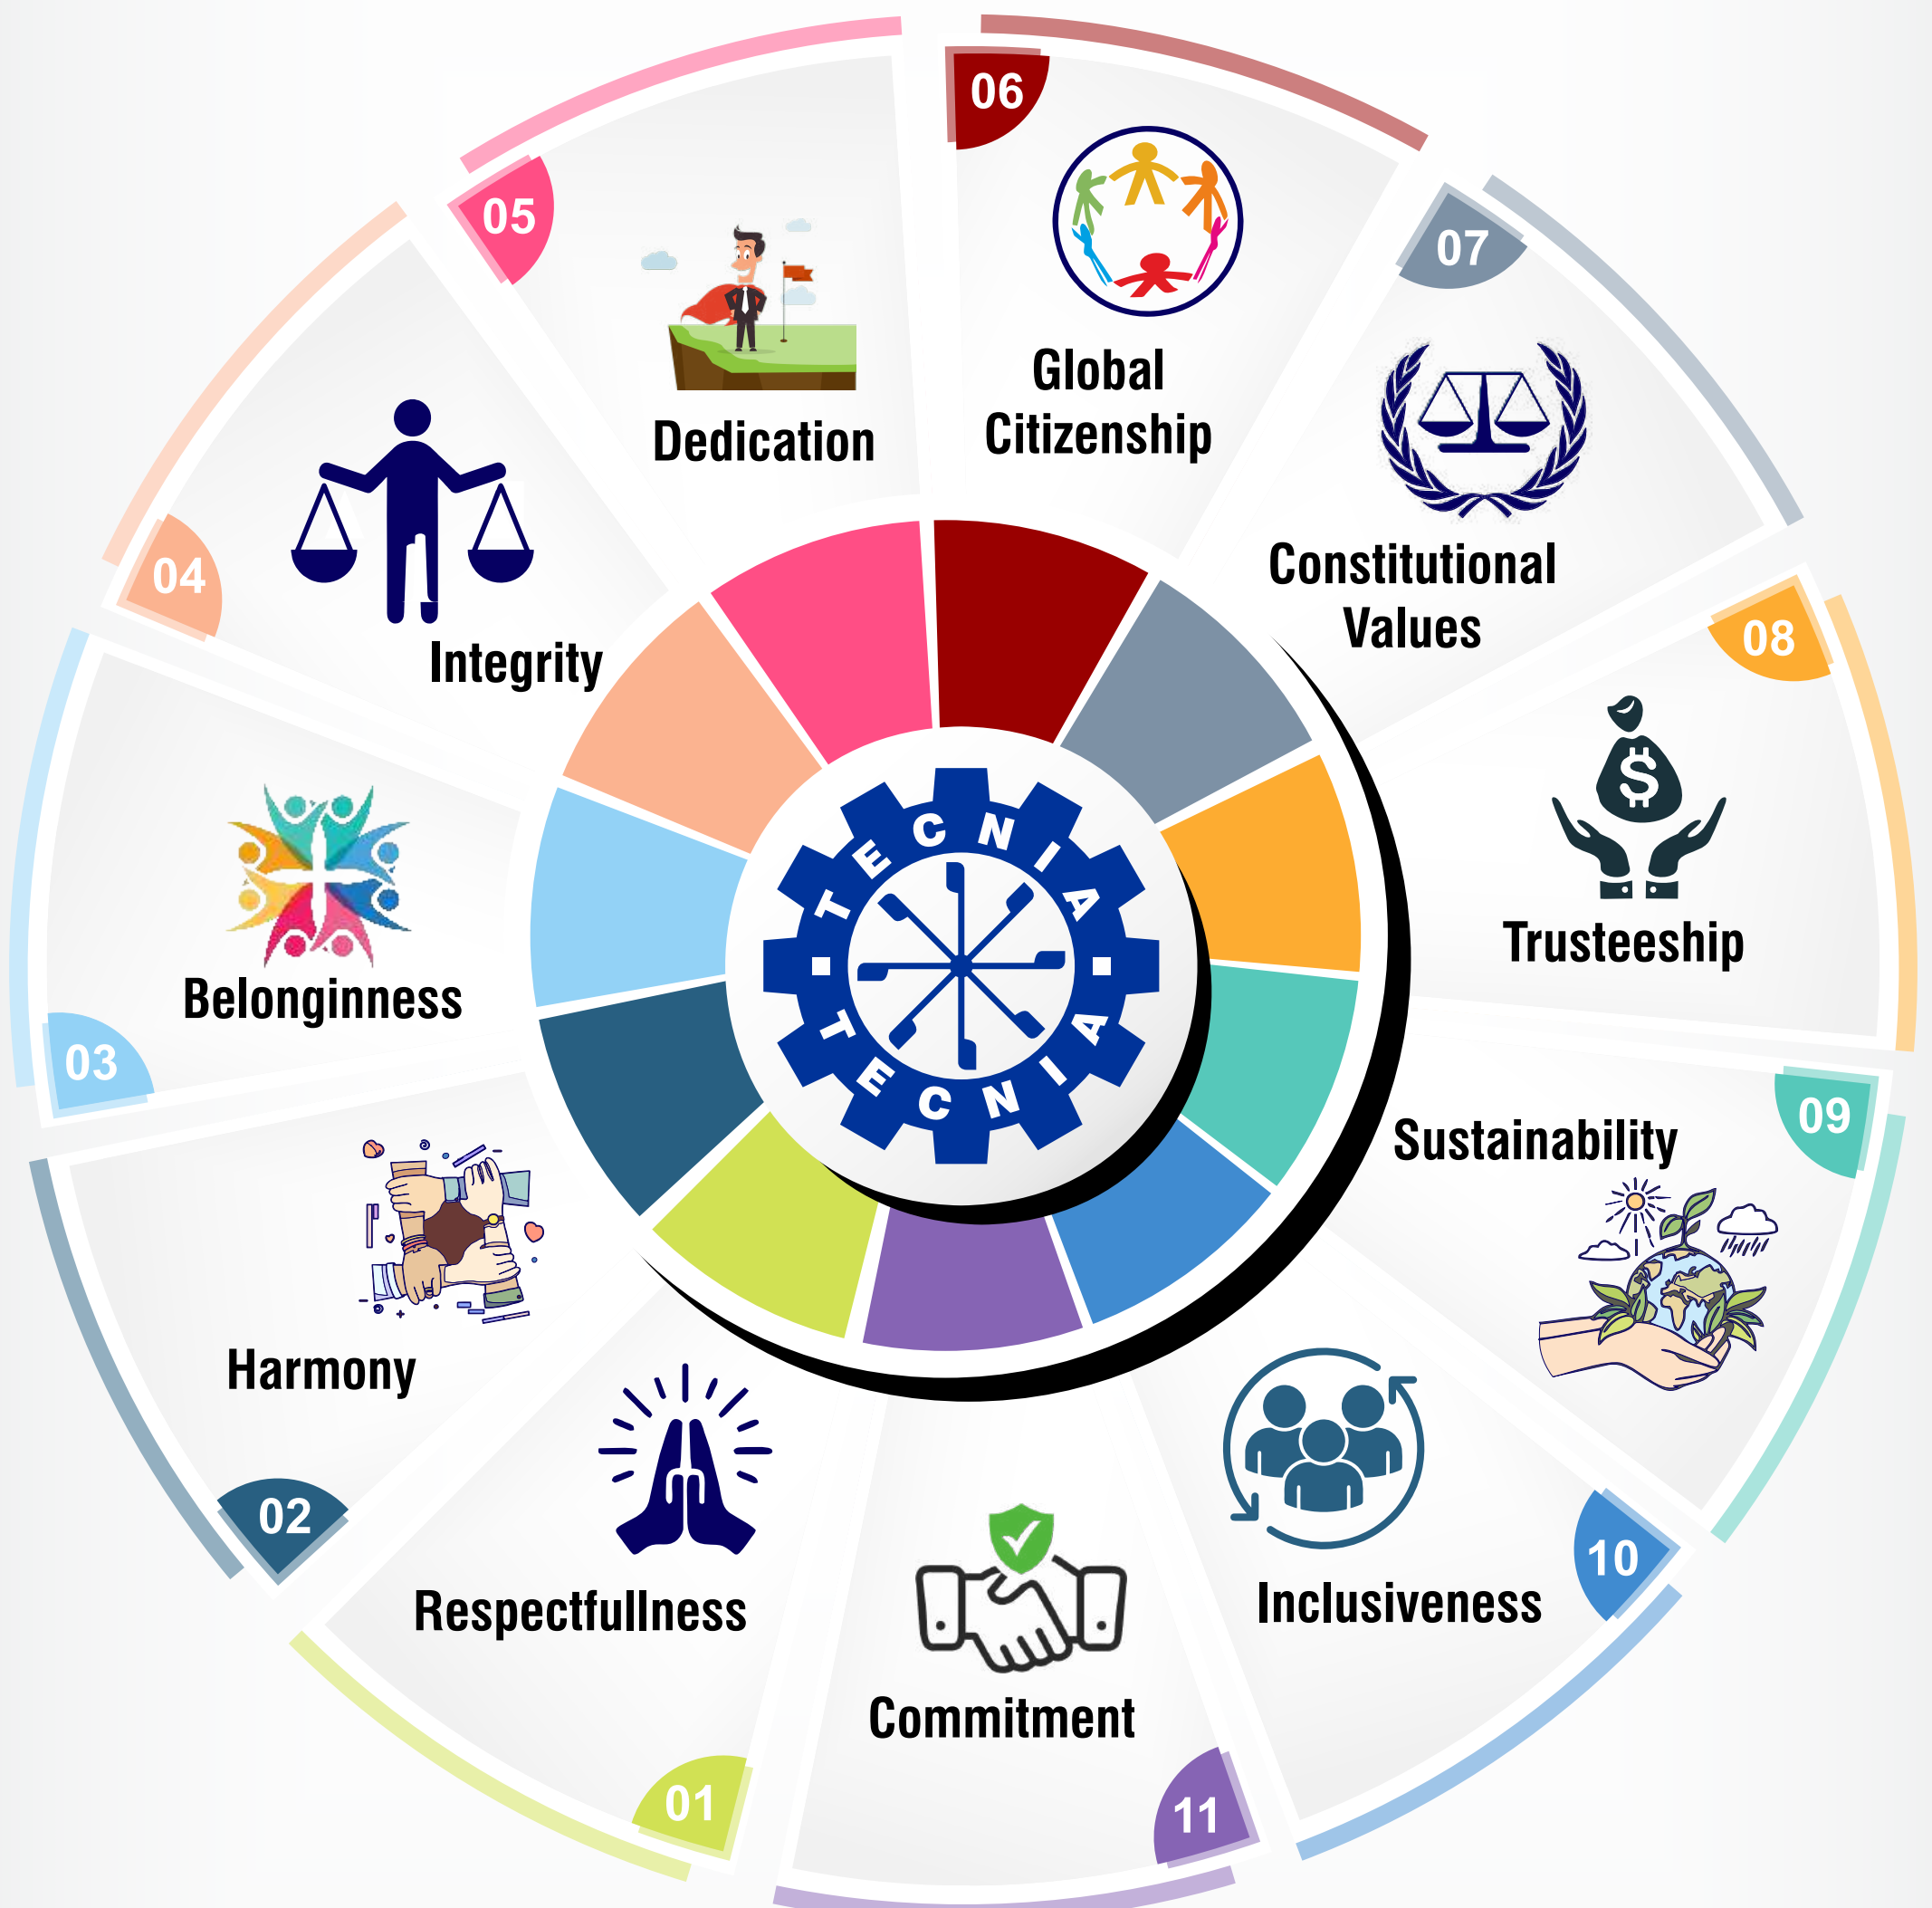 06
Global
Citizenship
05
Dedication
07
Constitutional
Values
04
Integrity
08
$
Trusteeship
03
Belonginness
TECNIA
TECNIA
09
Sustainability
02
Harmony
01
Respectfullness
11
Commitment
10
Inclusiveness